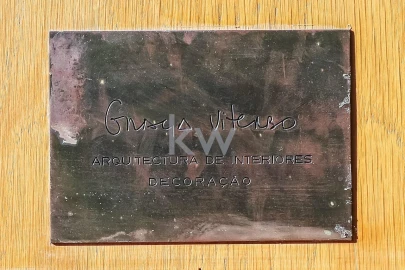 Graça Viterbo
kw
ARQUITECTURA DE INTERIORES
DECORAÇÃO